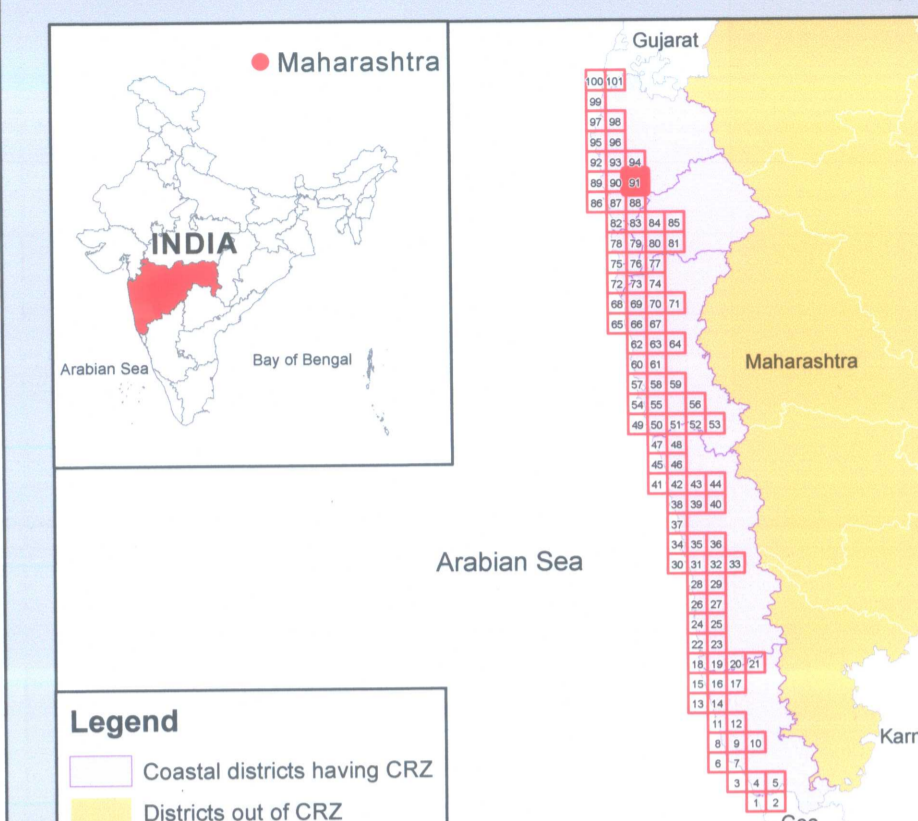 Maharashtra
INDIA
Arabian Sea
Bay of Bengal
Gujarat
100 101
99
97 98
95 96
92 93 94
89 90 91
86 87 88
82 83 84 85
78 79 80 81
75 76 77
72 73 74
68 69 70 71
65 66 67
62 63 64
60 61
57 58 59
54 55 56
49 50 51 52 53
47 48
45 46
41 42 43 44
38 39 40
37
34 35 36
30 31 32 33
28 29
26 27
24 25
22 23
18 19 20 21
15 16 17
13 14
11 12
8 9 10
6 7
3 4 5
1 2
Maharashtra
Arabian Sea
Legend
Coastal districts having CRZ
Districts out of CRZ